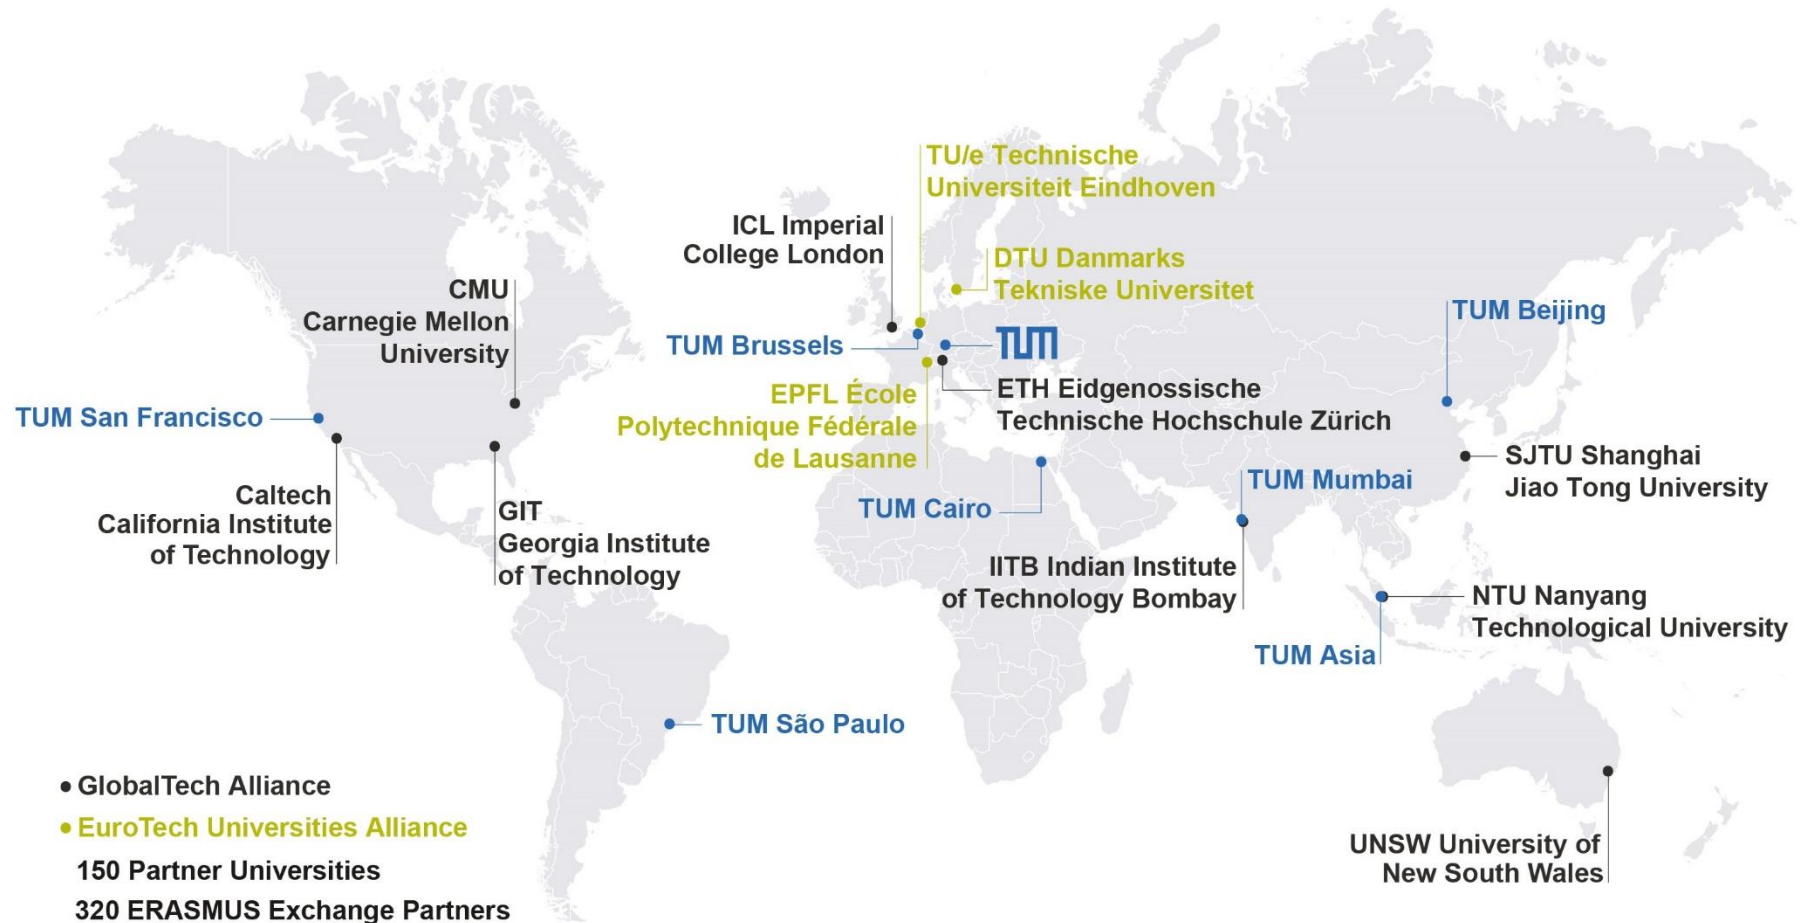 TU/e Technische
Universiteit Eindhoven
ICL Imperial
College London
DTU Danmarks
Tekniske Universitet
CMU
Carnegie Mellon
University
TUM Beijing
TUM Brussels
TUM
EPFL École
Polytechnique Fédérale
de Lausanne
ETH Eidgenossische
Technische Hochschule Zürich
TUM San Francisco
SJTU Shanghai
Jiao Tong University
TUM Mumbai
Caltech
California Institute
of Technology
GIT
Georgia Institute
of Technology
TUM Cairo
IITB Indian Institute
of Technology Bombay
NTU Nanyang
Technological University
TUM Asia
TUM São Paulo
• GlobalTech Alliance
• EuroTech Universities Alliance
150 Partner Universities
320 ERASMUS Exchange Partners
UNSW University of
New South Wales